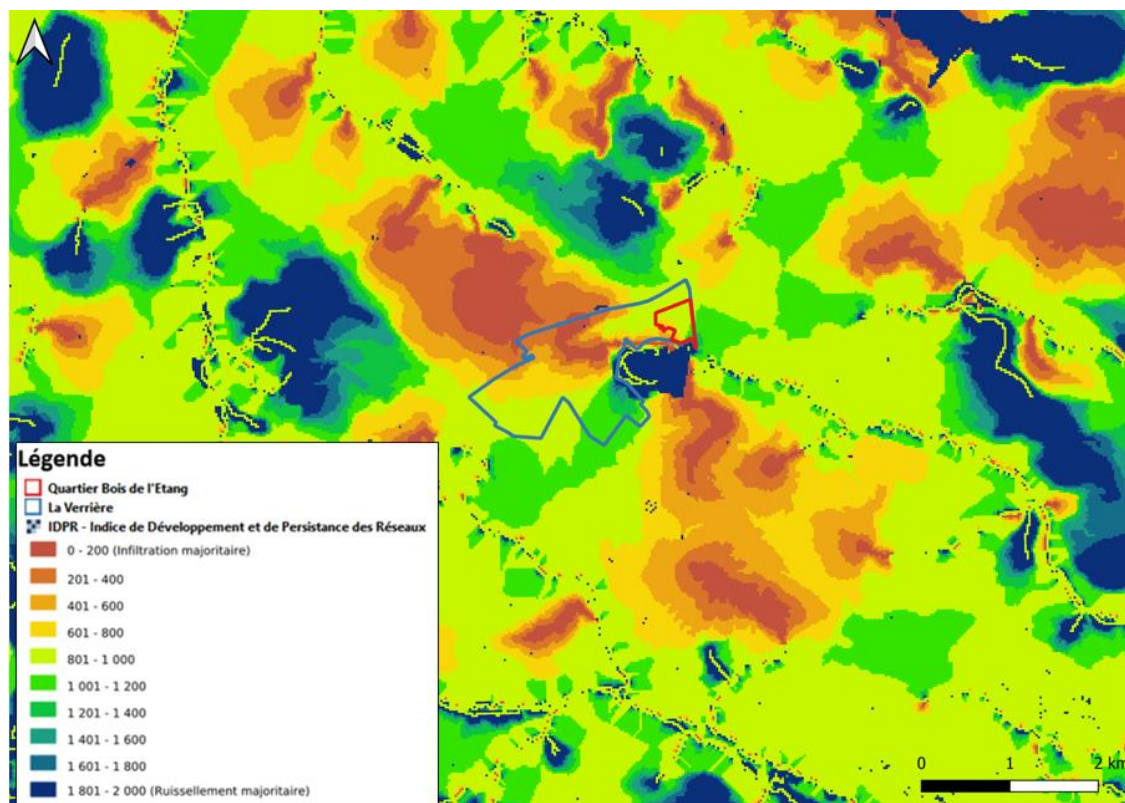 Légende
Quartier Bois de l'Etang
La Verrière
IDPR - Indice de Développement et de Persistance des Réseaux
0 - 200 (Infiltration majoritaire)
201 - 400
401 - 600
601 - 800
801 - 1 000
1 001 - 1 200
1 201 - 1 400
1 401 - 1 600
1 601 - 1 800
1 801 - 2 000 (Ruissellement majoritaire)
0 1 2 km